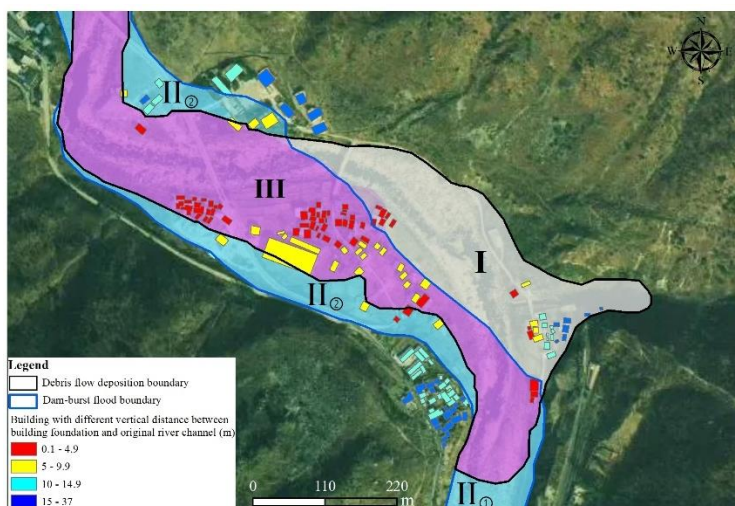 N
W E
S
II②
III
I
II②
Legend
Debris flow deposition boundary
Dam-burst flood boundary
Building with different vertical distance between
building foundation and original river channel (m)
0.1 - 4.9
5 - 9.9
10 - 14.9
15 - 37
0 110 220
m
II①